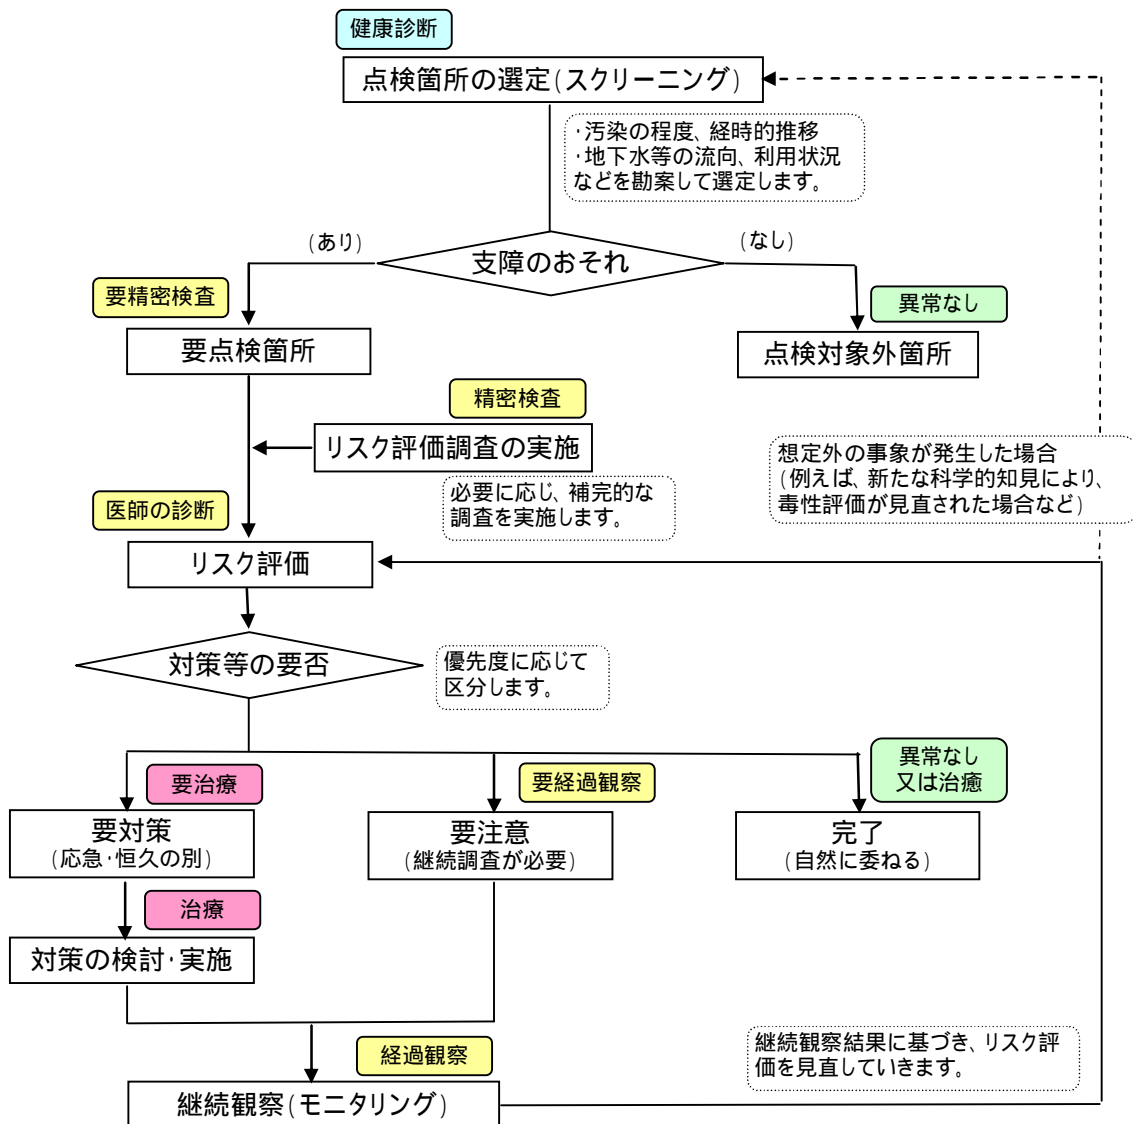 健康診断
点検箇所の選定(スクリーニング)
･汚染の程度、経時的推移
･地下水等の流向、利用状況
などを勘案して選定します。
(あり)
(なし)
支障のおそれ
要精密検査
異常なし
要点検箇所
点検対象外箇所
精密検査
リスク評価調査の実施
必要に応じ、補完的な
調査を実施します。
想定外の事象が発生した場合
(例えば、新たな科学的知見により、
毒性評価が見直された場合など)
医師の診断
リスク評価
対策等の要否
優先度に応じて
区分します。
要治療
要経過観察
異常なし
又は治癒
要対策
(応急･恒久の別)
要注意
(継続調査が必要)
完了
(自然に委ねる)
治療
対策の検討･実施
経過観察
継続観察結果に基づき、リスク評
価を見直していきます。
継続観察(モニタリング)